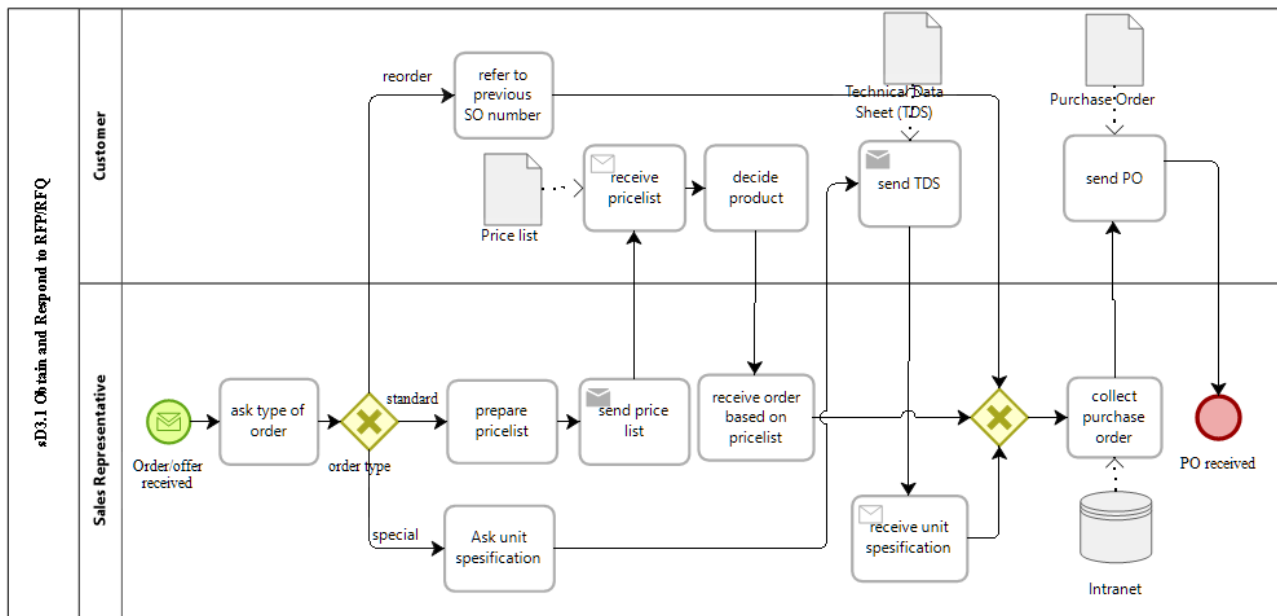 sD3.1 Obtain and Respond to RFP/RFQ
Customer
reorder
refer to
previous
SO number
Technical Data
Sheet (TDS)
Purchase Order
Price list
receive
pricelist
decide
product
send TDS
send PO
Sales Representative
Order/offer
received
ask type of
order
order type
standard
prepare
pricelist
send price
list
receive order
based on
pricelist
collect
purchase
order
PO received
special
Ask unit
spesification
receive unit
spesification
Intranet